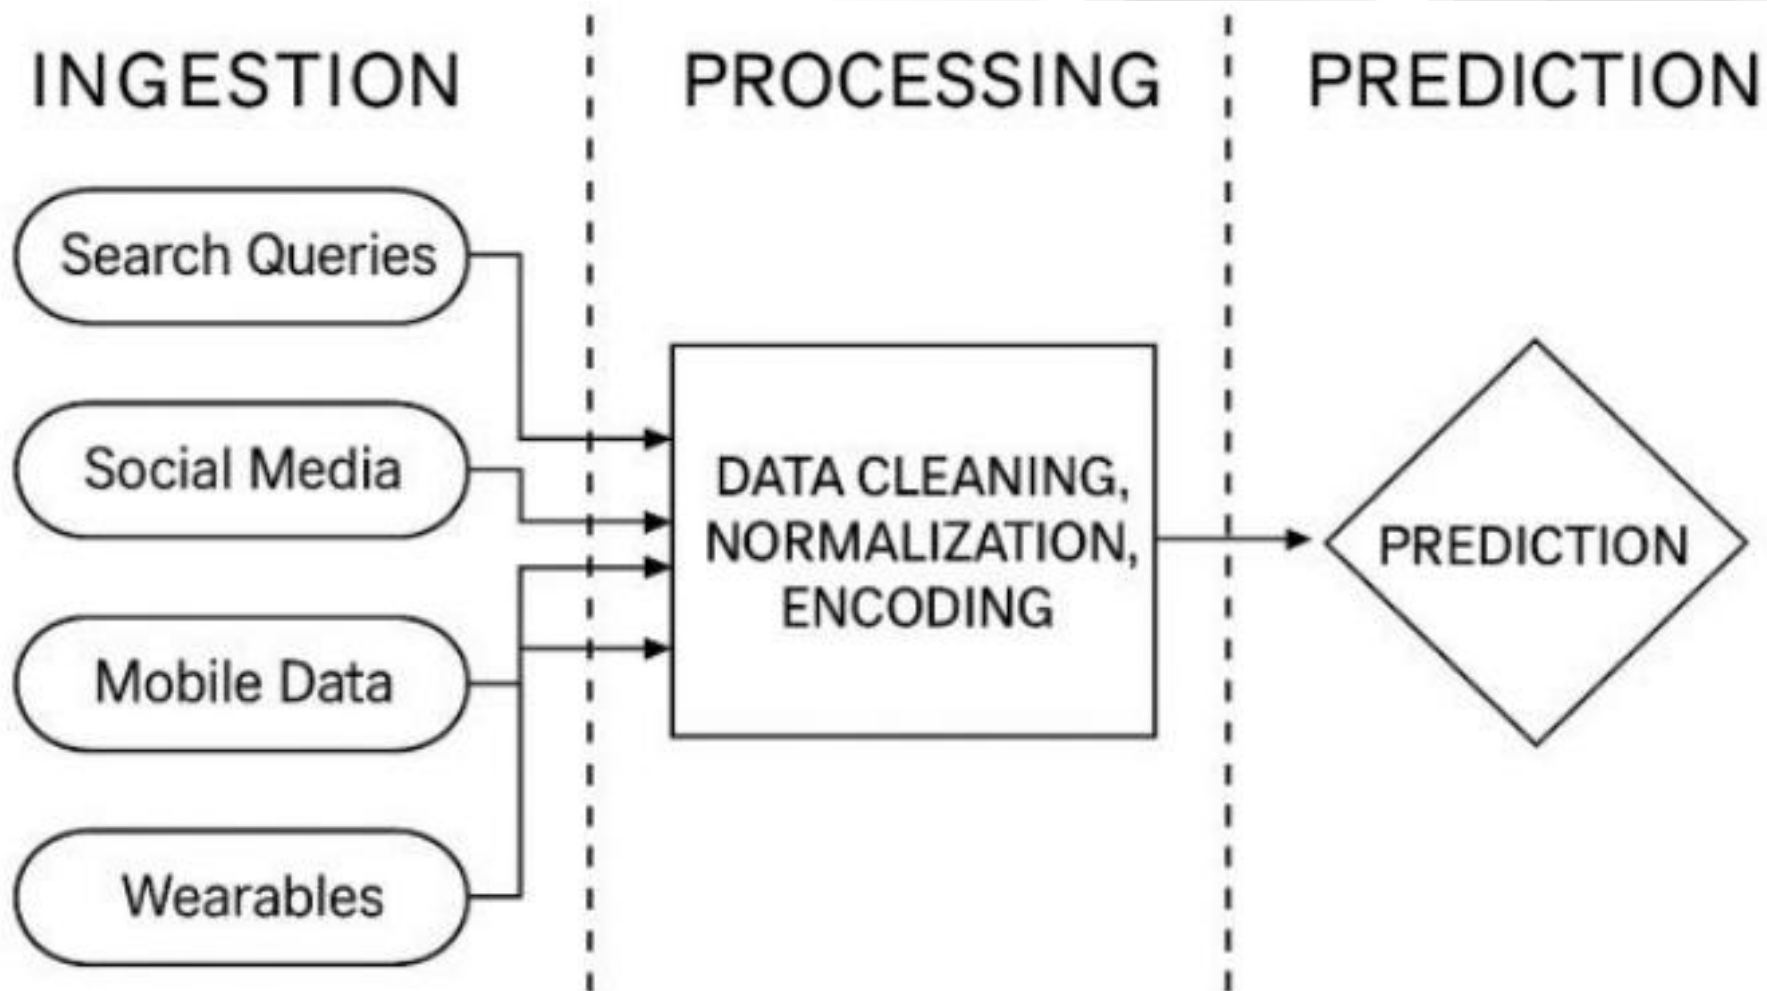 INGESTION
PROCESSING
PREDICTION
Search Queries
Social Media
Mobile Data
Wearables
DATA CLEANING,
NORMALIZATION,
ENCODING
PREDICTION